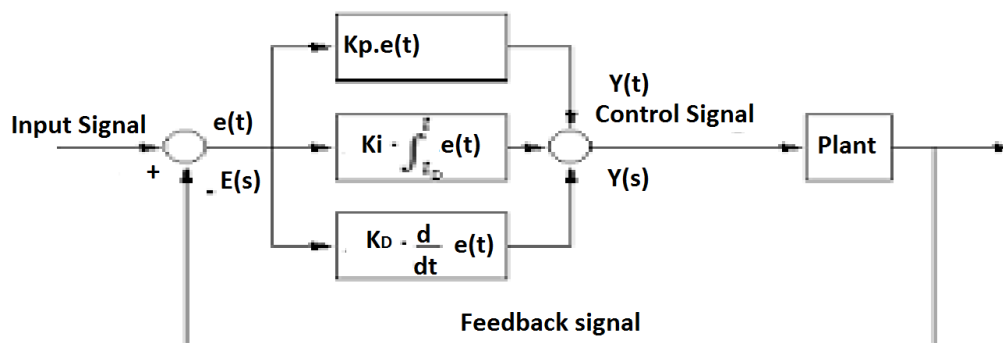 Kp.e(t)
Y(t)
Input Signal
e(t)
Control Signal
+
Ki · ∫ e(t)
Plant
- E(s)
Y(s)
KD · d/dt e(t)
Feedback signal